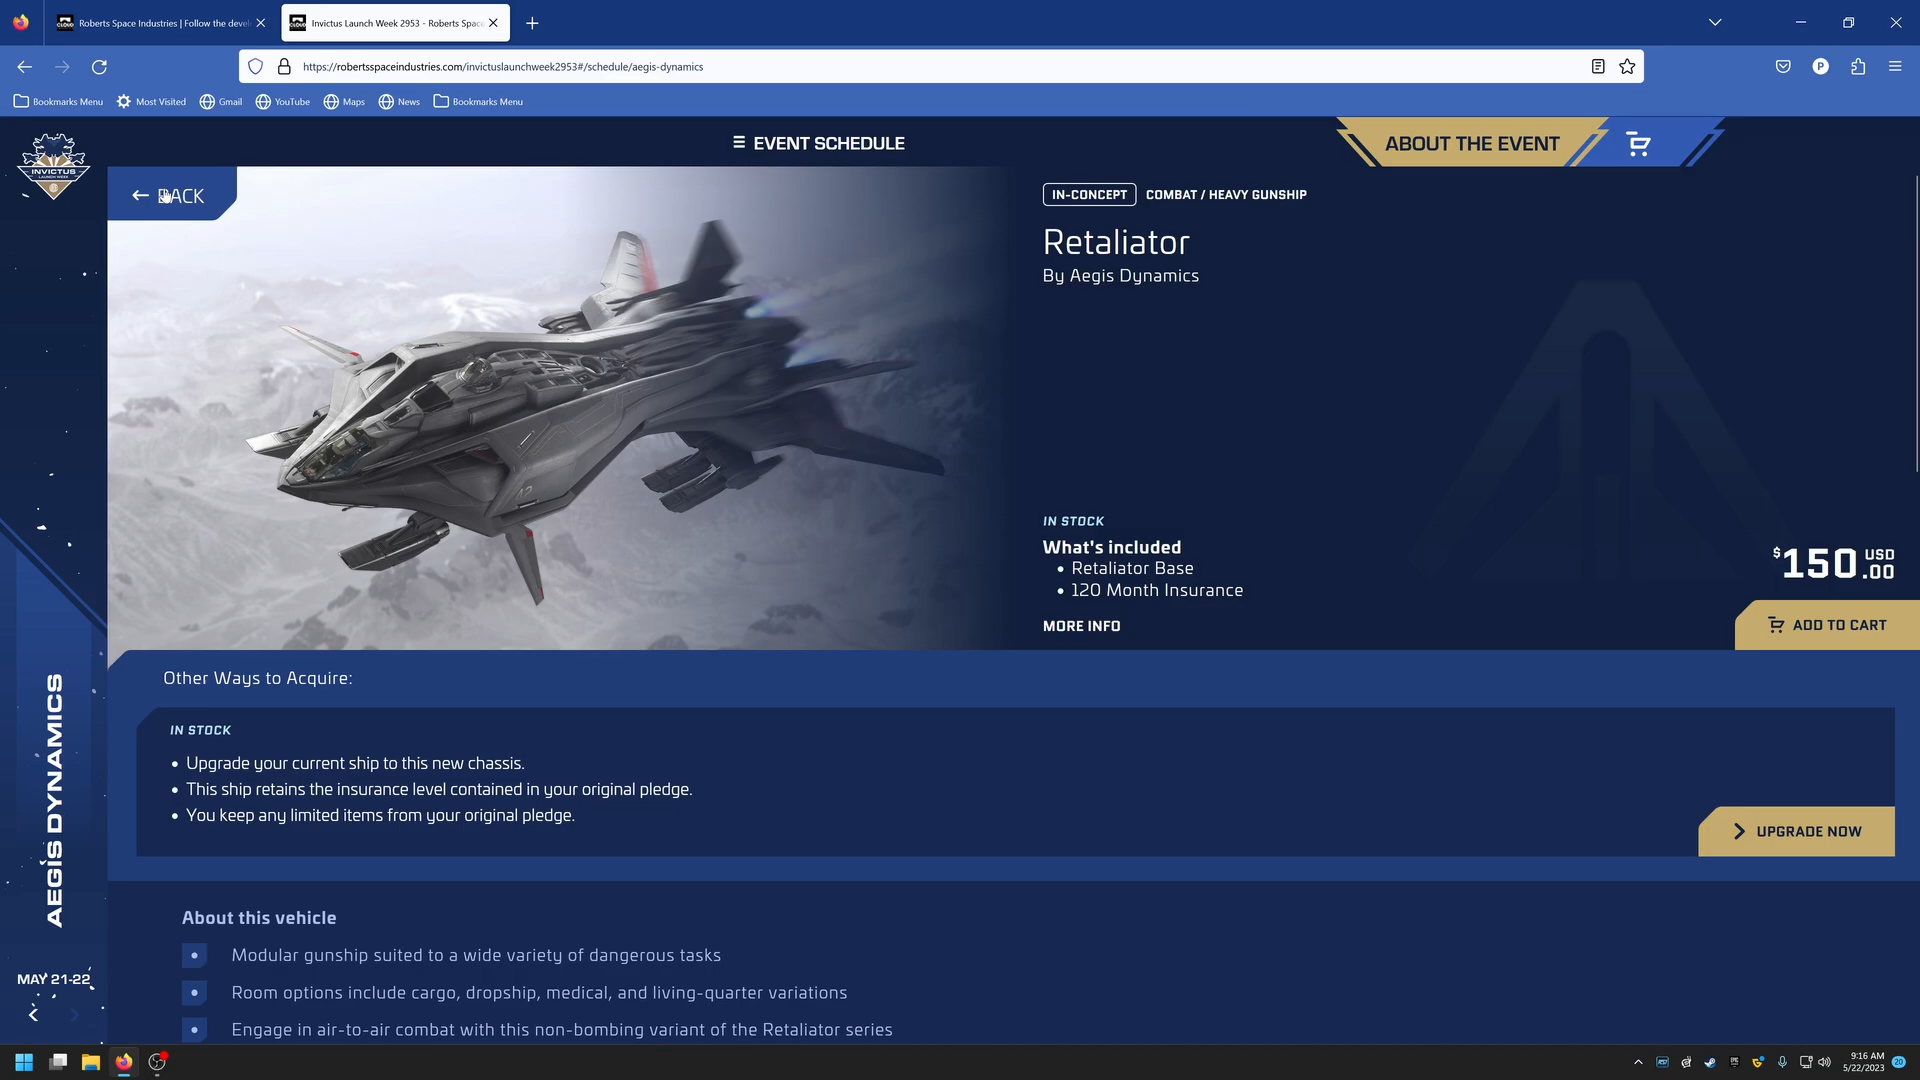 Roberts Space Industries | Follow the devel
Invictus Launch Week 2953 - Roberts Space
https://robertsspaceindustries.com/invictuslaunchweek2953#/schedule/aegis-dynamics
P
Bookmarks Menu
Most Visited
Gmail
YouTube
Maps
News
Bookmarks Menu
INVICTUS
LAUNCH WEEK
EVENT SCHEDULE
ABOUT THE EVENT
BACK
IN-CONCEPT
COMBAT / HEAVY GUNSHIP
Retaliator
By Aegis Dynamics
IN STOCK
What's included
• Retaliator Base
• 120 Month Insurance
MORE INFO
$150.00 USD
ADD TO CART
Other Ways to Acquire:
IN STOCK
• Upgrade your current ship to this new chassis.
• This ship retains the insurance level contained in your original pledge.
• You keep any limited items from your original pledge.
UPGRADE NOW
About this vehicle
Modular gunship suited to a wide variety of dangerous tasks
Room options include cargo, dropship, medical, and living-quarter variations
Engage in air-to-air combat with this non-bombing variant of the Retaliator series
AEGIS DYNAMICS
MAY 21-22
9:16 AM
5/22/2023
20